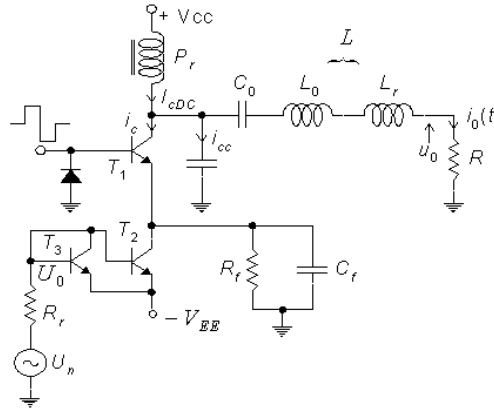 + Vcc
P_r
I_cDC
L
C_0
L_0
L_r
i_0(t
i_c
i_cc
u_0
R
T_1
T_3
T_2
U_0
R_f
C_f
R_r
- V_EE
U_n